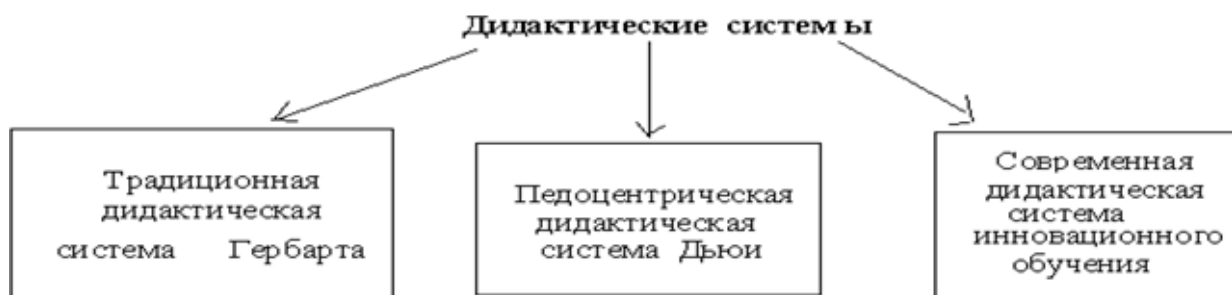 Дидактические системы
Традиционная
дидактическая
система Гербарта
Педоцентрическая
дидактическая
система Дьюи
Современная
дидактическая
система
инновационного
обучения